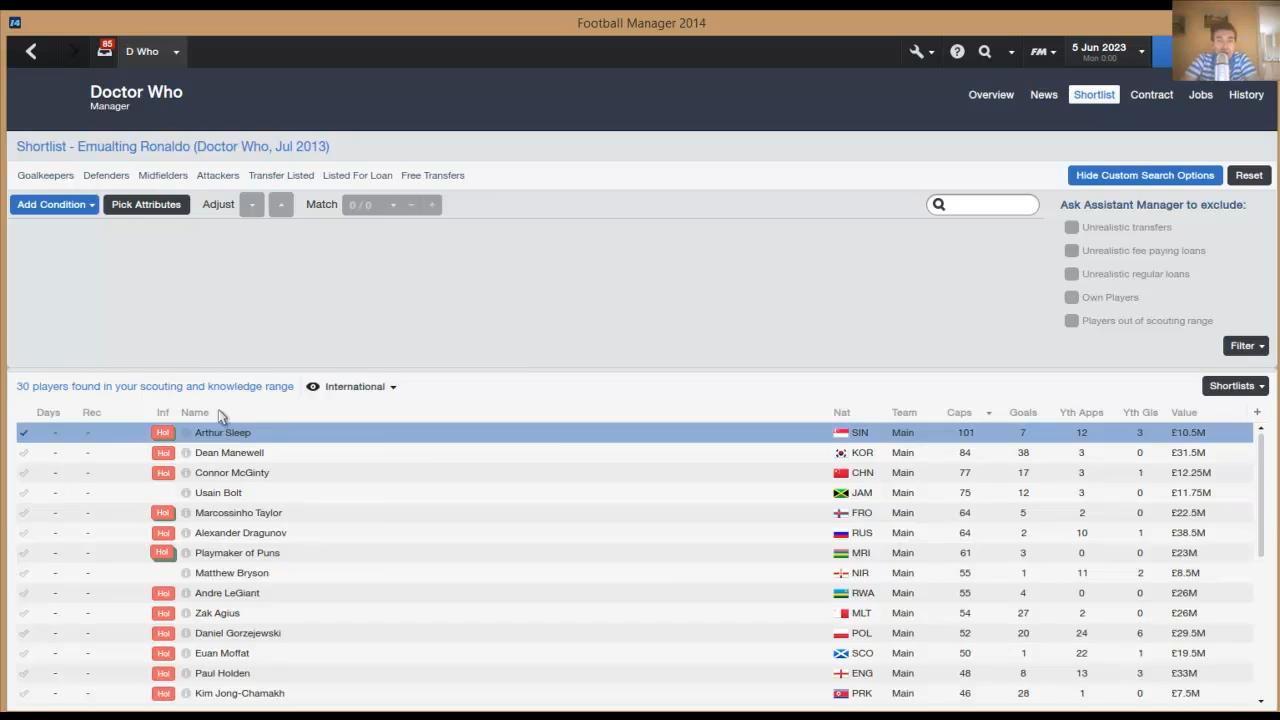 14 Football Manager 2014
85 D Who FM 5 Jun 2023
Mon 0:00
Doctor Who
Manager
Overview News Shortlist Contract Jobs History
Shortlist - Emualting Ronaldo (Doctor Who, Jul 2013)
Goalkeepers Defenders Midfielders Attackers Transfer Listed Listed For Loan Free Transfers Hide Custom Search Options Reset
Add Condition Pick Attributes Adjust Match 0 / 0 Ask Assistant Manager to exclude:
Unrealistic transfers
Unrealistic fee paying loans
Unrealistic regular loans
Own Players
Players out of scouting range
Filter
30 players found in your scouting and knowledge range International Shortlists
Days Rec Inf Name Nat Team Caps Goals Yth Apps Yth Gls Value +
- - Hol Arthur Sleep SIN Main 101 7 12 3 £10.5M
- - Hol Dean Manewell KOR Main 84 38 3 0 £31.5M
- - Hol Connor McGinty CHN Main 77 17 3 1 £12.25M
- - Usain Bolt JAM Main 75 12 3 0 £11.75M
- - Hol Marcossinho Taylor FRO Main 64 5 2 0 £22.5M
- - Hol Alexander Dragunov RUS Main 64 2 10 1 £38.5M
- - Hol Playmaker of Puns MRI Main 61 3 0 0 £23M
- - Matthew Bryson NIR Main 55 1 11 2 £8.5M
- - Hol Andre LeGiant RWA Main 55 4 0 0 £26M
- - Hol Zak Agius MLT Main 54 27 2 0 £26M
- - Hol Daniel Gorzejewski POL Main 52 20 24 6 £29.5M
- - Hol Euan Moffat SCO Main 50 1 22 1 £19.5M
- - Hol Paul Holden ENG Main 48 8 13 3 £33M
- - Hol Kim Jong-Chamakh PRK Main 46 28 1 0 £7.5M